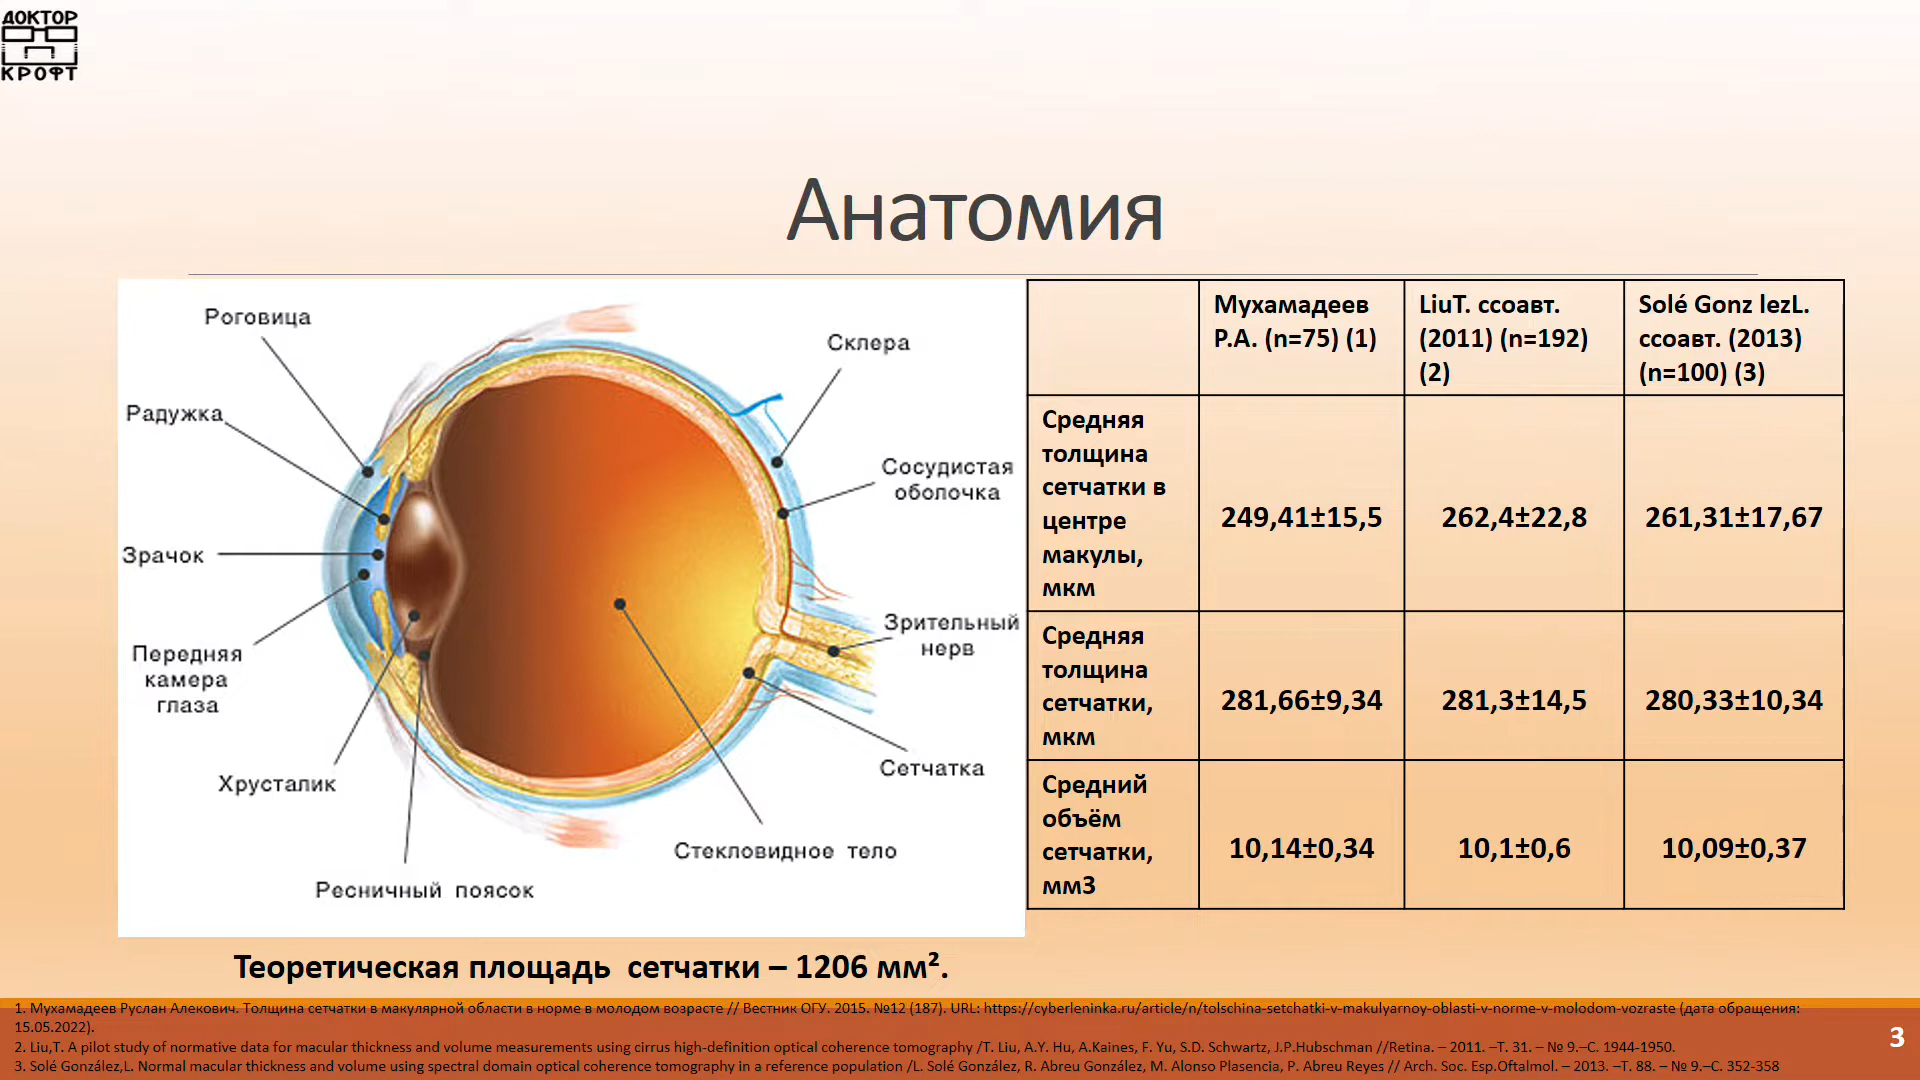 ДОКТОР
КРОФТ
Анатомия
Роговица
Радужка
Зрачок
Передняя
камера
глаза
Хрусталик
Ресничный поясок
Стекловидное тело
Сетчатка
Зрительный
нерв
Сосудистая
оболочка
Склера
Мухамадеев
Р.А. (n=75) (1)
LiuT. ссоавт.
(2011) (n=192)
(2)
Solé Gonz lezL.
ссоавт. (2013)
(n=100) (3)
Средняя
толщина
сетчатки в
центре
макулы,
мкм
249,41±15,5
262,4±22,8
261,31±17,67
Средняя
толщина
сетчатки,
мкм
281,66±9,34
281,3±14,5
280,33±10,34
Средний
объём
сетчатки,
мм3
10,14±0,34
10,1±0,6
10,09±0,37
Теоретическая площадь сетчатки – 1206 мм².
1. Мухамадеев Руслан Алекович. Толщина сетчатки в макулярной области в норме в молодом возрасте // Вестник ОГУ. 2015. №12 (187). URL: https://cyberleninka.ru/article/n/tolschina-setchatki-v-makulyarnoy-oblasti-v-norme-v-molodom-vozraste (дата обращения:
15.05.2022).
2. Liu,T. A pilot study of normative data for macular thickness and volume measurements using cirrus high-definition optical coherence tomography /T. Liu, A.Y. Hu, A.Kaines, F. Yu, S.D. Schwartz, J.P.Hubschman //Retina. – 2011. –T. 31. – № 9.–С. 1944-1950.
3. Solé González,L. Normal macular thickness and volume using spectral domain optical coherence tomography in a reference population /L. Solé González, R. Abreu González, M. Alonso Plasencia, P. Abreu Reyes // Arch. Soc. Esp.Oftalmol. – 2013. –T. 88. – № 9.–С. 352-358
3